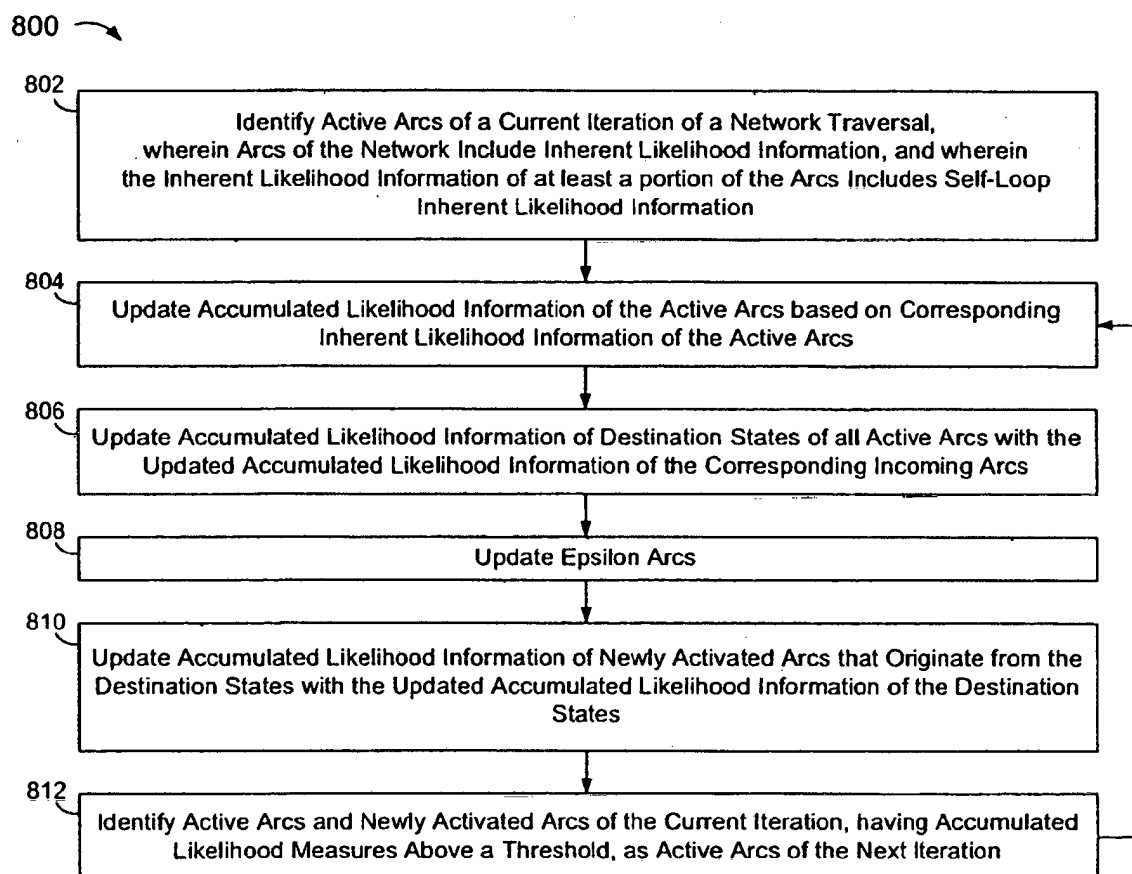 800
802
Identify Active Arcs of a Current Iteration of a Network Traversal,
wherein Arcs of the Network Include Inherent Likelihood Information, and wherein
the Inherent Likelihood Information of at least a portion of the Arcs Includes Self-Loop
Inherent Likelihood Information
804
Update Accumulated Likelihood Information of the Active Arcs based on Corresponding
Inherent Likelihood Information of the Active Arcs
806
Update Accumulated Likelihood Information of Destination States of all Active Arcs with the
Updated Accumulated Likelihood Information of the Corresponding Incoming Arcs
808
Update Epsilon Arcs
810
Update Accumulated Likelihood Information of Newly Activated Arcs that Originate from the
Destination States with the Updated Accumulated Likelihood Information of the Destination
States
812
Identify Active Arcs and Newly Activated Arcs of the Current Iteration, having Accumulated
Likelihood Measures Above a Threshold, as Active Arcs of the Next Iteration